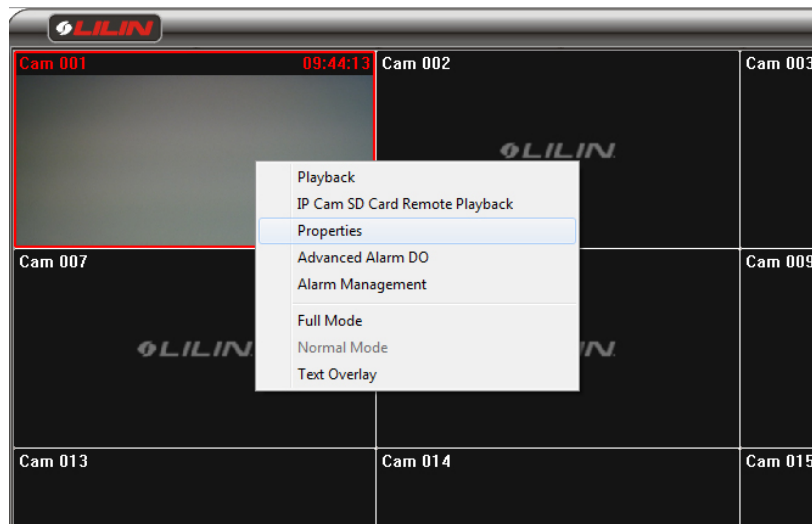 LILIN
Cam 001 09:44:13 Cam 002 Cam 003
LILIN
Playback
IP Cam SD Card Remote Playback
Properties
Advanced Alarm DO
Alarm Management
Full Mode
Normal Mode
Text Overlay
Cam 007 Cam 009
LILIN
Cam 013 Cam 014 Cam 015